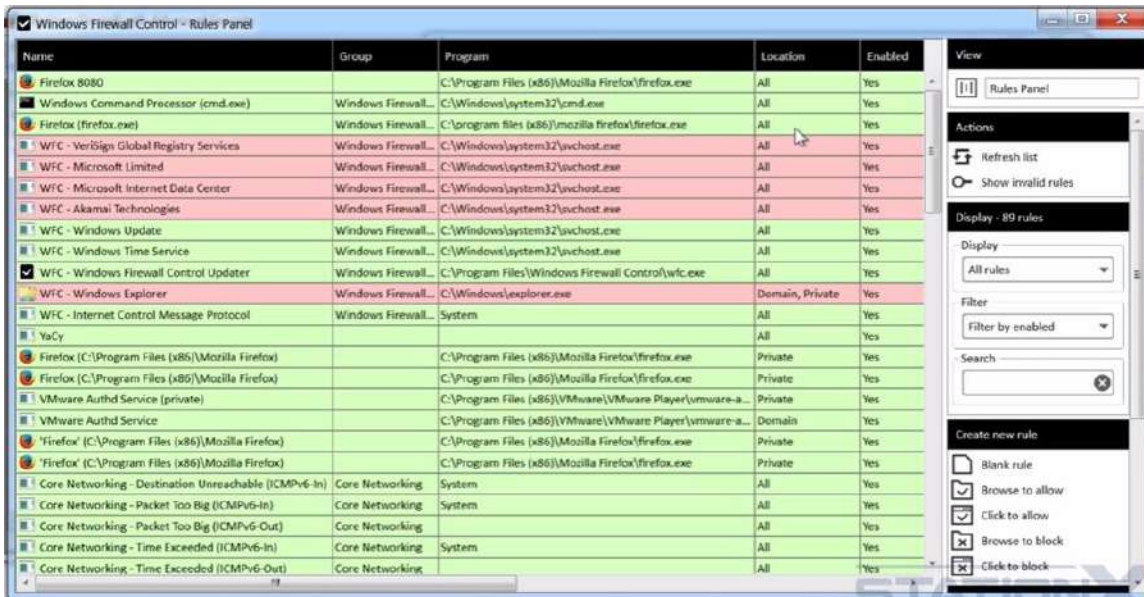 Windows Firewall Control - Rules Panel
Name Group Program Location Enabled
Firefox 8080 C:\Program Files (x86)\Mozilla Firefox\firefox.exe All Yes
Windows Command Processor (cmd.exe) Windows Firewall... C:\Windows\system32\cmd.exe All Yes
Firefox (firefox.exe) Windows Firewall... C:\program files (x86)\mozilla firefox\firefox.exe All Yes
WFC - VeriSign Global Registry Services Windows Firewall... C:\Windows\system32\svchost.exe All Yes
WFC - Microsoft Limited Windows Firewall... C:\Windows\system32\svchost.exe All Yes
WFC - Microsoft Internet Data Center Windows Firewall... C:\Windows\system32\svchost.exe All Yes
WFC - Akamai Technologies Windows Firewall... C:\Windows\system32\svchost.exe All Yes
WFC - Windows Update Windows Firewall... C:\Windows\system32\svchost.exe All Yes
WFC - Windows Time Service Windows Firewall... C:\Windows\system32\svchost.exe All Yes
WFC - Windows Firewall Control Updater Windows Firewall... C:\Program Files\Windows Firewall Control\wfc.exe All Yes
WFC - Windows Explorer Windows Firewall... C:\Windows\explorer.exe Domain, Private Yes
WFC - Internet Control Message Protocol Windows Firewall... System All Yes
YaCy All Yes
Firefox (C:\Program Files (x86)\Mozilla Firefox) C:\Program Files (x86)\Mozilla Firefox\firefox.exe Private Yes
Firefox (C:\Program Files (x86)\Mozilla Firefox) C:\Program Files (x86)\Mozilla Firefox\firefox.exe Private Yes
VMware Authd Service (private) C:\Program Files (x86)\VMware\VMware Player\vmware-a... Private Yes
VMware Authd Service C:\Program Files (x86)\VMware\VMware Player\vmware-a... Domain Yes
'Firefox' (C:\Program Files (x86)\Mozilla Firefox) C:\Program Files (x86)\Mozilla Firefox\firefox.exe Private Yes
'Firefox' (C:\Program Files (x86)\Mozilla Firefox) C:\Program Files (x86)\Mozilla Firefox\firefox.exe Private Yes
Core Networking - Destination Unreachable (ICMPv6-In) Core Networking System All Yes
Core Networking - Packet Too Big (ICMPv6-In) Core Networking System All Yes
Core Networking - Packet Too Big (ICMPv6-Out) Core Networking All Yes
Core Networking - Time Exceeded (ICMPv6-In) Core Networking System All Yes
Core Networking - Time Exceeded (ICMPv6-Out) Core Networking All Yes
View
Rules Panel
Actions
Refresh list
Show invalid rules
Display - 89 rules
Display
All rules
Filter
Filter by enabled
Search
Create new rule
Blank rule
Browse to allow
Click to allow
Browse to block
Click to block